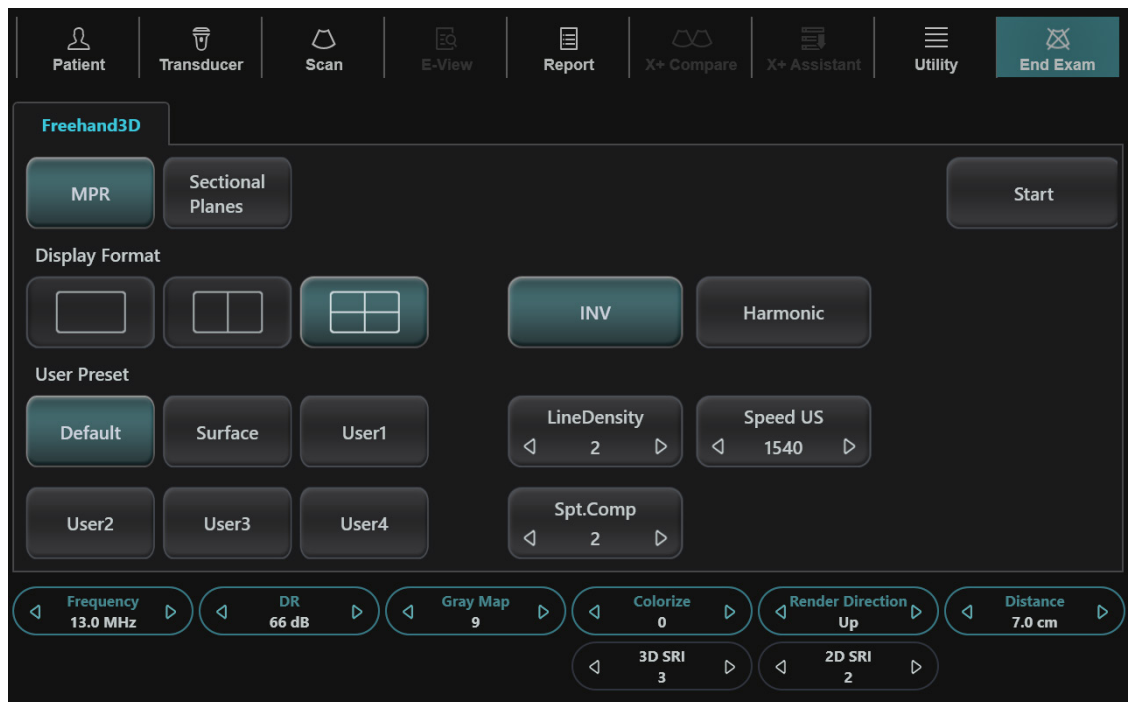 Patient
Transducer
Scan
E-View
Report
X+ Compare
X+ Assistant
Utility
End Exam
Freehand3D
MPR
Sectional
Planes
Start
Display Format
INV
Harmonic
User Preset
Default
Surface
User1
LineDensity
2
Speed US
1540
User2
User3
User4
Spt.Comp
2
Frequency
13.0 MHz
DR
66 dB
Gray Map
9
Colorize
0
Render Direction
Up
Distance
7.0 cm
3D SRI
3
2D SRI
2